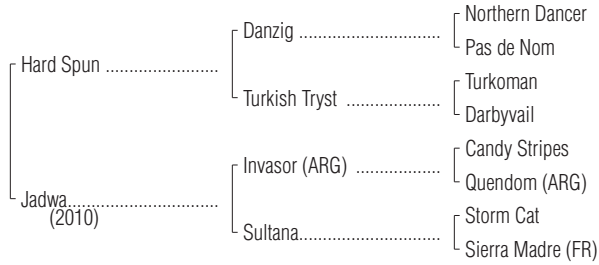 Northern Dancer
Danzig ..............................
Pas de Nom
Hard Spun ........................
Turkoman
Turkish Tryst ....................
Darbyvail
Candy Stripes
Invasor (ARG) ..................
Quendom (ARG)
Jadwa................................
(2010)
Storm Cat
Sultana..............................
Sierra Madre (FR)